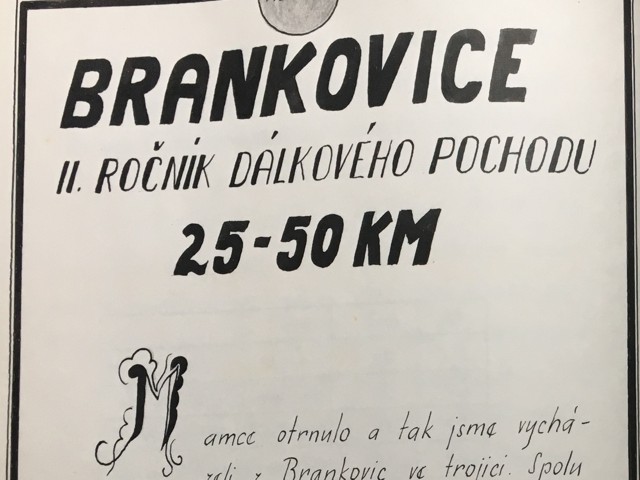 BRANKOVICE
II. ROČNÍK DÁLKOVÉHO POCHODU
25-50 KM
Mamce otrnulo a tak jsme vychá-
zeli z Brankovic ve trojici. Spolu